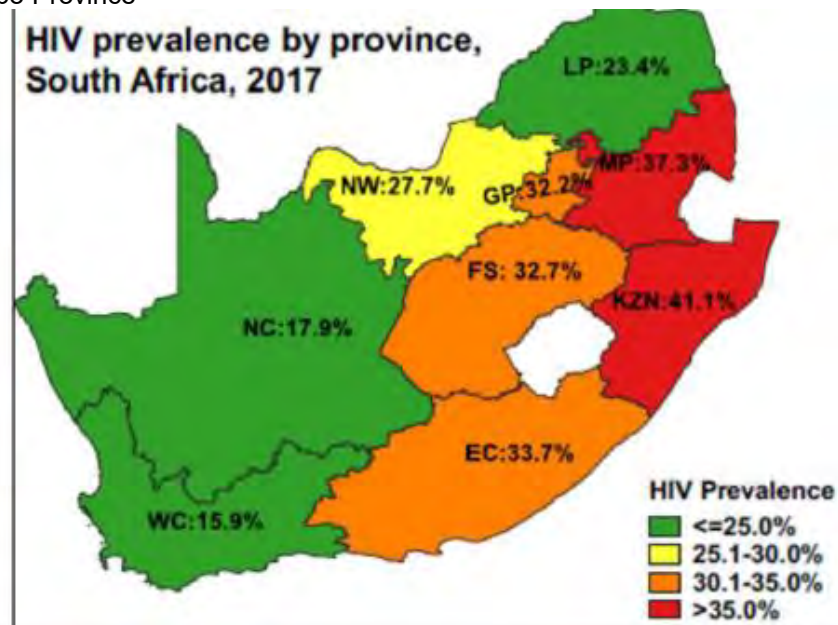 Province
HIV prevalence by province,
South Africa, 2017
LP:23.4%
MP:37.3%
NW:27.7%
GP:32.2%
FS: 32.7%
KZN:41.1%
NC:17.9%
EC:33.7%
WC:15.9%
HIV Prevalence
<=25.0%
25.1-30.0%
30.1-35.0%
>35.0%